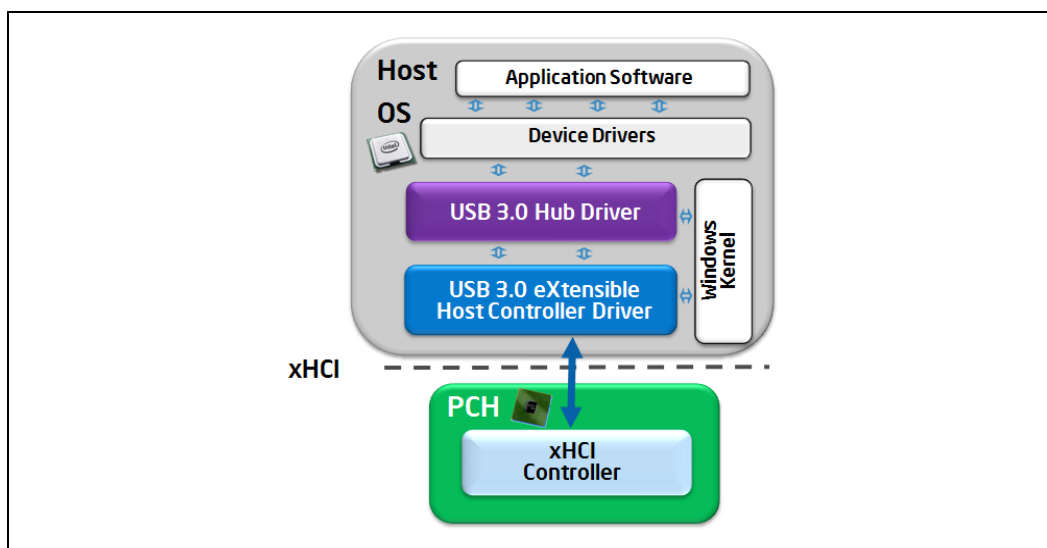 Host
OS
Application Software
Device Drivers
intel
USB 3.0 Hub Driver
USB 3.0 eXtensible
Host Controller Driver
Windows
Kernel
xHCI
PCH
xHCI
Controller